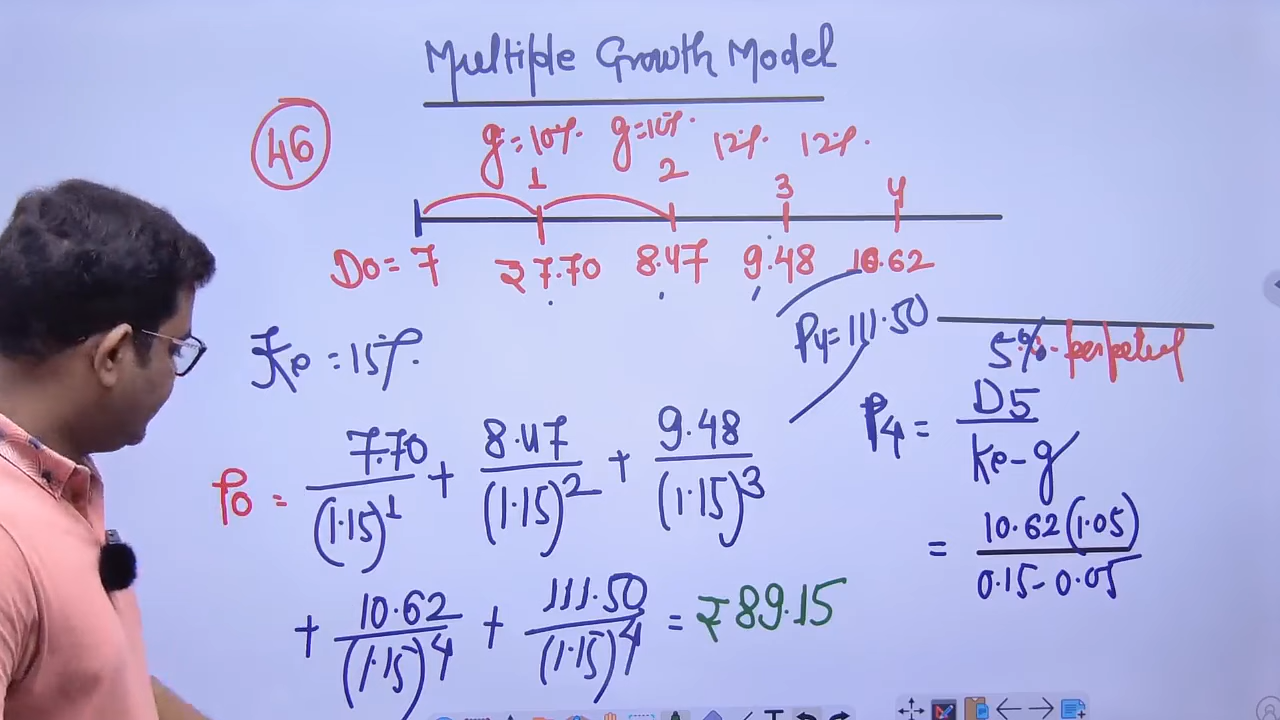 Multiple Growth Model
46
g=10%. g=10%. 12%. 12%.
1 2 3 4
D0= 7 ₹7.70 8.47 9.48 10.62
Ke =15%.
P4=111.50
5% - perpetual
P4 = D5 / Ke-g
= 10.62(1.05) / 0.15-0.05
P0 = 7.70 / (1.15)^1 + 8.47 / (1.15)^2 + 9.48 / (1.15)^3
+ 10.62 / (1.15)^4 + 111.50 / (1.15)^4 = ₹89.15